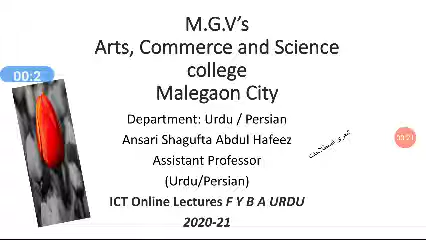 M.G.V’s
Arts, Commerce and Science
college
Malegaon City
00:2
Department: Urdu / Persian
Ansari Shagufta Abdul Hafeez
Assistant Professor
(Urdu/Persian)
ICT Online Lectures F Y B A URDU
2020-21